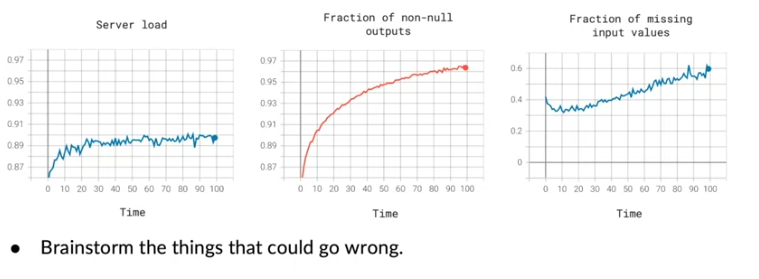 Server load
0.97
0.95
0.93
0.91
0.89
0.87
0 10 20 30 40 50 60 70 80 90 100
Time
Fraction of non-null
outputs
0.97
0.95
0.93
0.91
0.89
0.87
0 10 20 30 40 50 60 70 80 90 100
Time
Fraction of missing
input values
0.6
0.4
0.2
0
0 10 20 30 40 50 60 70 80 90 100
Time
● Brainstorm the things that could go wrong.